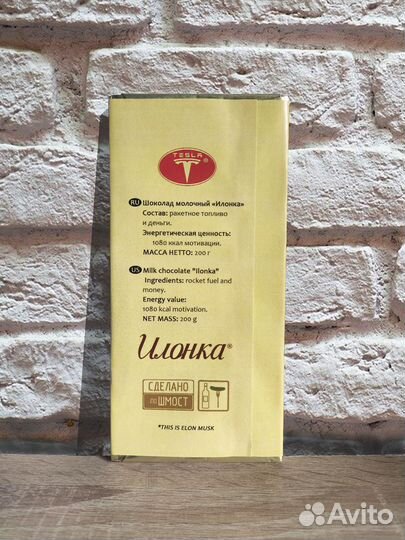 TESLA ®
RU Шоколад молочный «Илонка»
Состав: ракетное топливо
и деньги.
Энергетическая ценность:
1080 ккал мотивации.
МАССА НЕТТО: 200 г
US Milk chocolate "Ilonka"
Ingredients: rocket fuel and
money.
Energy value:
1080 kcal motivation.
NET MASS: 200 g
Илонка®
СДЕЛАНО
по ШМОСТ
*THIS IS ELON MUSK
Avito